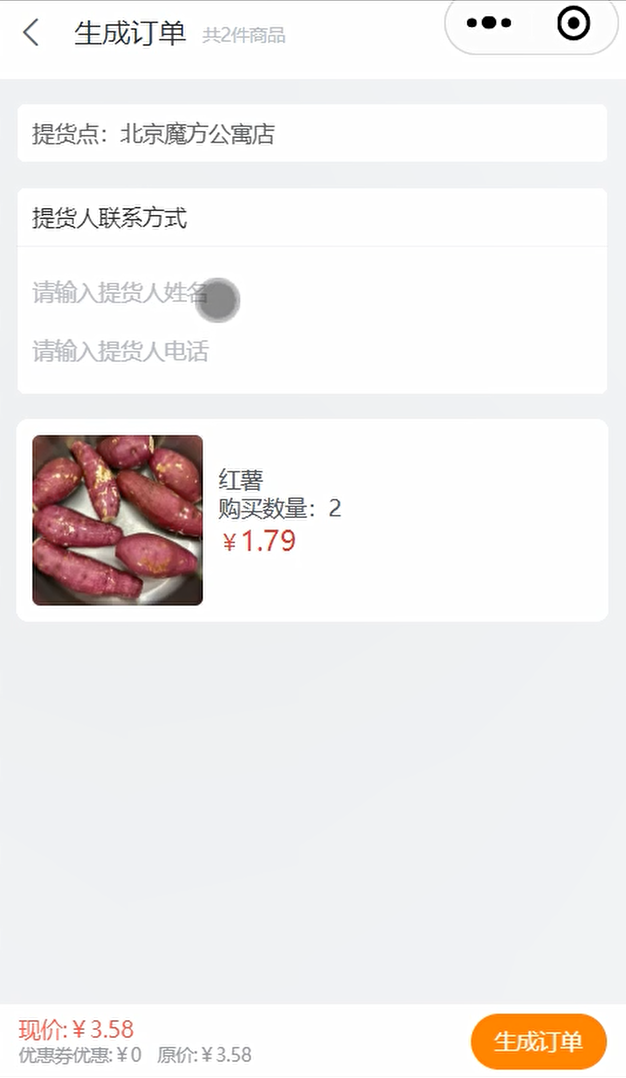 生成订单 共2件商品
提货点：北京魔方公寓店
提货人联系方式
请输入提货人姓名
请输入提货人电话
红薯
购买数量：2
￥1.79
现价:￥3.58
优惠券优惠:￥0 原价:￥3.58
生成订单